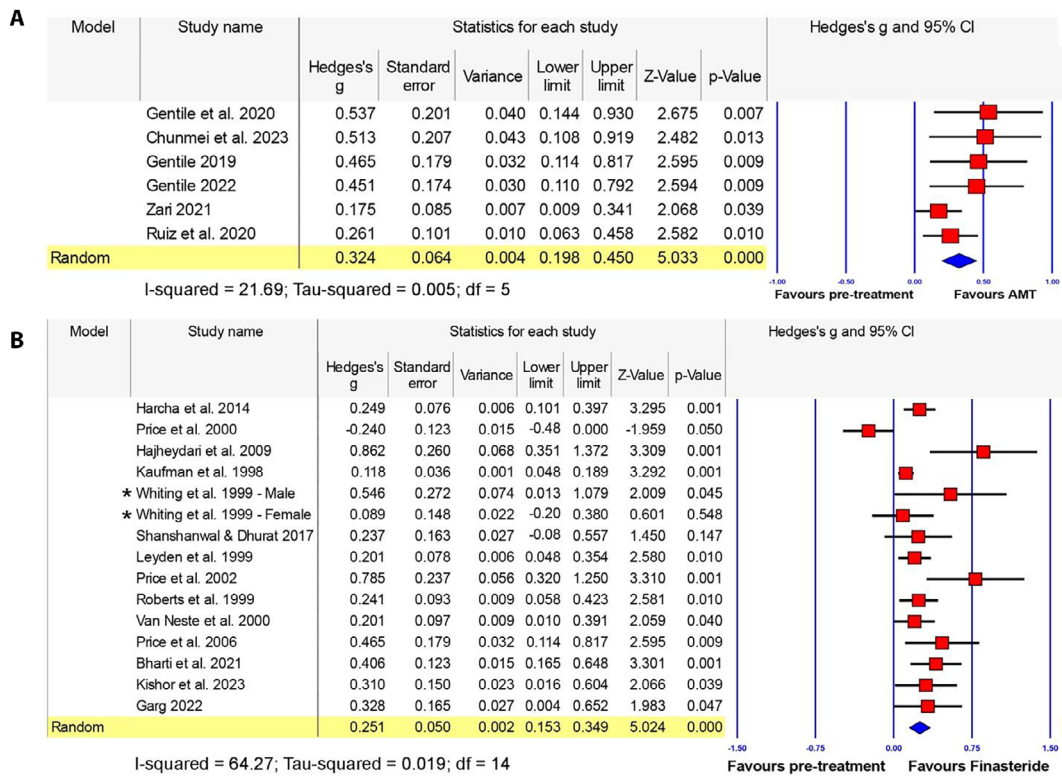 A
Model Study name Statistics for each study Hedges's g and 95% CI
Hedges's g Standard error Variance Lower limit Upper limit Z-Value p-Value
Gentile et al. 2020 0.537 0.201 0.040 0.144 0.930 2.675 0.007
Chunmei et al. 2023 0.513 0.207 0.043 0.108 0.919 2.482 0.013
Gentile 2019 0.465 0.179 0.032 0.114 0.817 2.595 0.009
Gentile 2022 0.451 0.174 0.030 0.110 0.792 2.594 0.009
Zari 2021 0.175 0.085 0.007 0.009 0.341 2.068 0.039
Ruiz et al. 2020 0.261 0.101 0.010 0.063 0.458 2.582 0.010
Random 0.324 0.064 0.004 0.198 0.450 5.033 0.000
-1.00 -0.50 0.00 0.50 1.00
I-squared = 21.69; Tau-squared = 0.005; df = 5
Favours pre-treatment Favours AMT
B
Model Study name Statistics for each study Hedges's g and 95% CI
Hedges's g Standard error Variance Lower limit Upper limit Z-Value p-Value
Harcha et al. 2014 0.249 0.076 0.006 0.101 0.397 3.295 0.001
Price et al. 2000 -0.240 0.123 0.015 -0.48 0.000 -1.959 0.050
Hajheydari et al. 2009 0.862 0.260 0.068 0.351 1.372 3.309 0.001
Kaufman et al. 1998 0.118 0.036 0.001 0.048 0.189 3.292 0.001
* Whiting et al. 1999 - Male 0.546 0.272 0.074 0.013 1.079 2.009 0.045
* Whiting et al. 1999 - Female 0.089 0.148 0.022 -0.20 0.380 0.601 0.548
Shanshanwal & Dhurat 2017 0.237 0.163 0.027 -0.08 0.557 1.450 0.147
Leyden et al. 1999 0.201 0.078 0.006 0.048 0.354 2.580 0.010
Price et al. 2002 0.785 0.237 0.056 0.320 1.250 3.310 0.001
Roberts et al. 1999 0.241 0.093 0.009 0.058 0.423 2.581 0.010
Van Neste et al. 2000 0.201 0.097 0.009 0.010 0.391 2.059 0.040
Price et al. 2006 0.465 0.179 0.032 0.114 0.817 2.595 0.009
Bharti et al. 2021 0.406 0.123 0.015 0.165 0.648 3.301 0.001
Kishor et al. 2023 0.310 0.150 0.023 0.016 0.604 2.066 0.039
Garg 2022 0.328 0.165 0.027 0.004 0.652 1.983 0.047
Random 0.251 0.050 0.002 0.153 0.349 5.024 0.000
-1.50 -0.75 0.00 0.75 1.50
I-squared = 64.27; Tau-squared = 0.019; df = 14
Favours pre-treatment Favours Finasteride